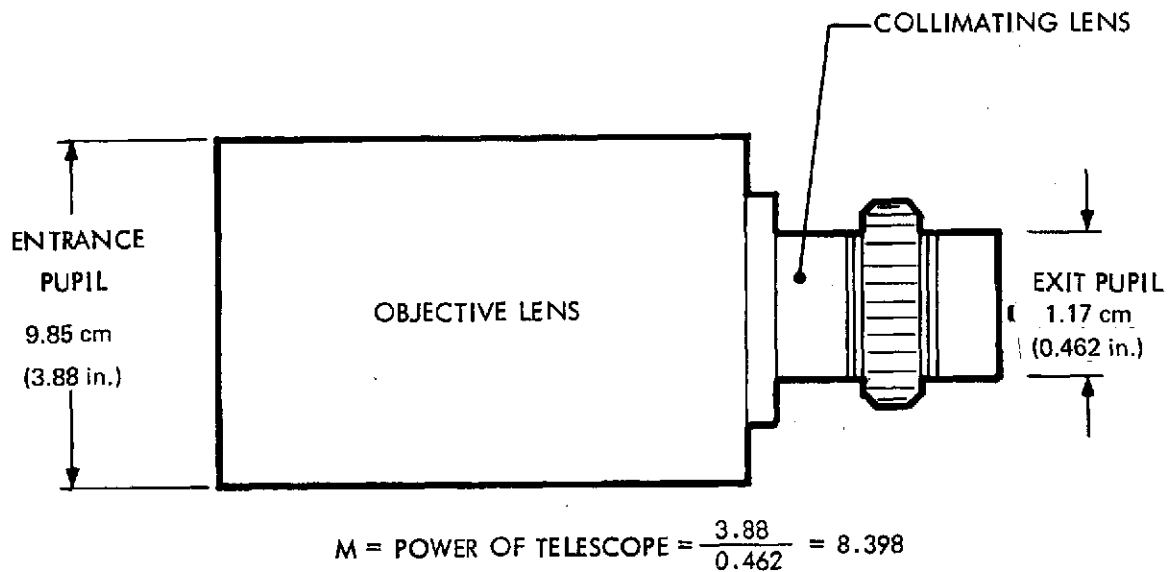 COLLIMATING LENS
ENTRANCE
PUPIL
9.85 cm
(3.88 in.)
OBJECTIVE LENS
EXIT PUPIL
1.17 cm
(0.462 in.)
M = POWER OF TELESCOPE = 3.88 / 0.462 = 8.398